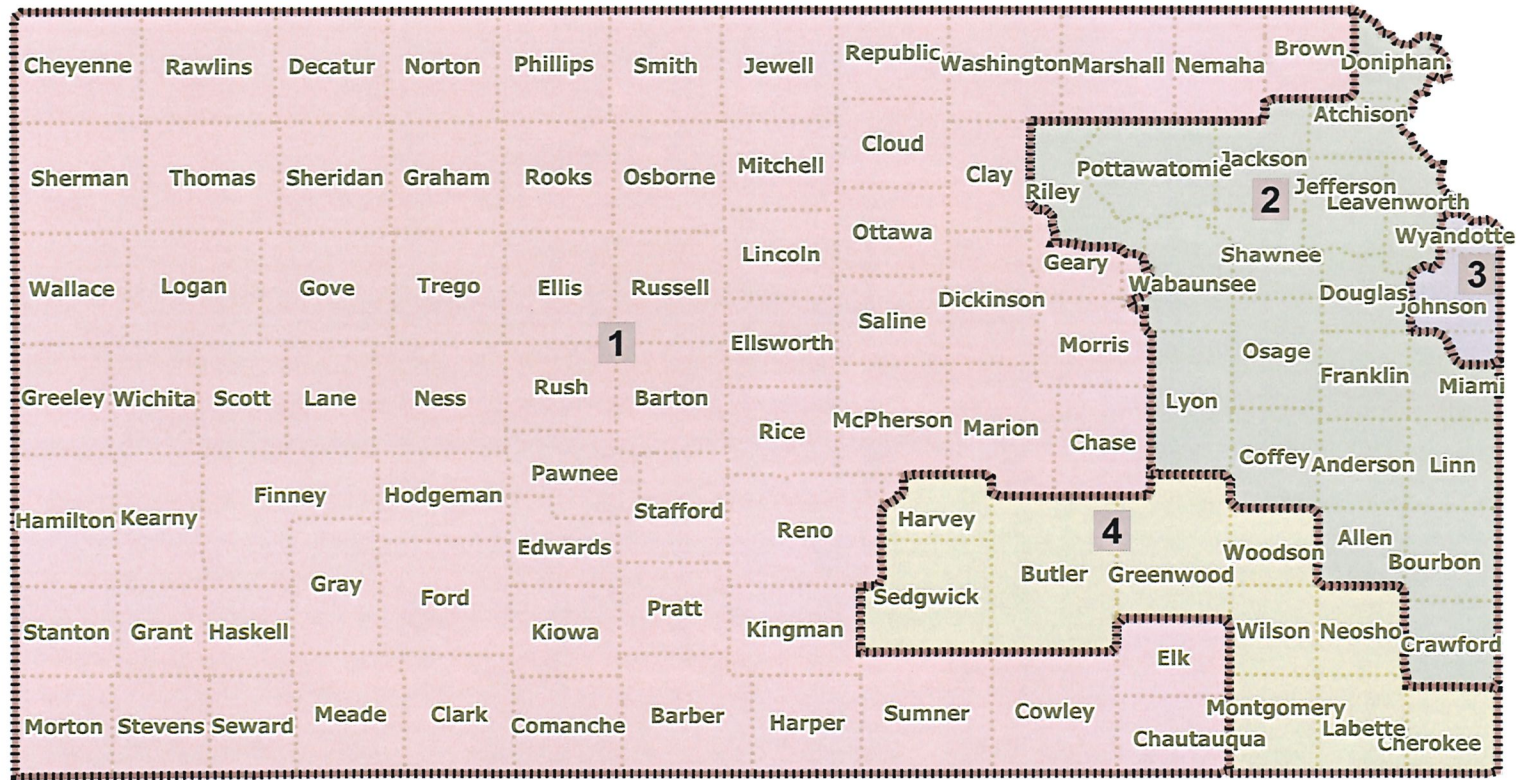 Cheyenne
Rawlins
Decatur
Norton
Phillips
Smith
Jewell
Republic
Washington
Marshall
Nemaha
Brown
Doniphan
Atchison
Sherman
Thomas
Sheridan
Graham
Rooks
Osborne
Mitchell
Cloud
Clay
Riley
Pottawatomie
Jackson
Jefferson
Leavenworth
2
Wyandotte
Wallace
Logan
Gove
Trego
Ellis
Russell
Lincoln
Ottawa
Geary
Wabaunsee
Shawnee
Douglas
Johnson
3
1
Ellsworth
Saline
Dickinson
Morris
Osage
Franklin
Miami
Greeley
Wichita
Scott
Lane
Ness
Rush
Barton
Rice
McPherson
Marion
Chase
Lyon
Coffey
Anderson
Linn
Hamilton
Kearny
Finney
Hodgeman
Pawnee
Stafford
Edwards
Reno
Harvey
4
Woodson
Allen
Bourbon
Gray
Ford
Pratt
Sedgwick
Butler
Greenwood
Stanton
Grant
Haskell
Kiowa
Kingman
Elk
Wilson
Neosho
Crawford
Morton
Stevens
Seward
Meade
Clark
Comanche
Barber
Harper
Sumner
Cowley
Chautauqua
Montgomery
Labette
Cherokee